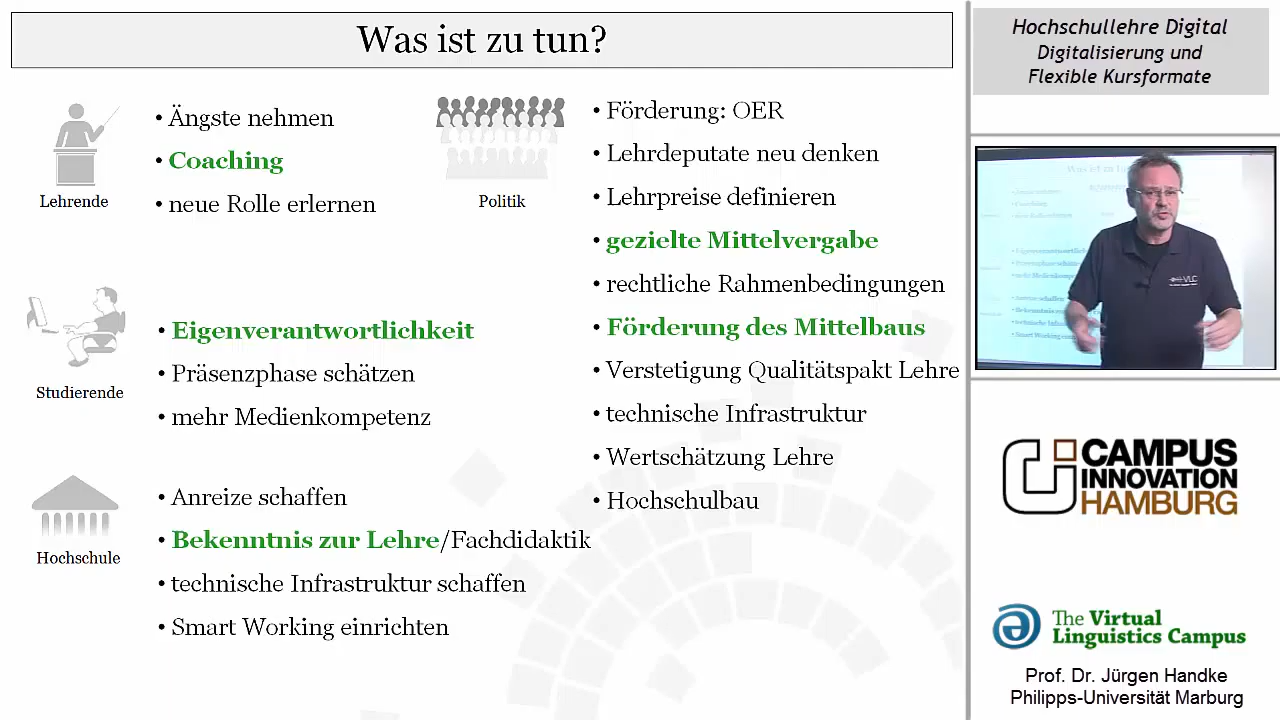 Was ist zu tun?
Lehrende
• Ängste nehmen
• Coaching
• neue Rolle erlernen
Studierende
• Eigenverantwortlichkeit
• Präsenzphase schätzen
• mehr Medienkompetenz
Hochschule
• Anreize schaffen
• Bekenntnis zur Lehre/Fachdidaktik
• technische Infrastruktur schaffen
• Smart Working einrichten
Politik
• Förderung: OER
• Lehrdeputate neu denken
• Lehrpreise definieren
• gezielte Mittelvergabe
• rechtliche Rahmenbedingungen
• Förderung des Mittelbaus
• Verstetigung Qualitätspakt Lehre
• technische Infrastruktur
• Wertschätzung Lehre
• Hochschulbau
Hochschullehre Digital
Digitalisierung und
Flexible Kursformate
VLC
CAMPUS
INNOVATION
HAMBURG
The Virtual
Linguistics Campus
Prof. Dr. Jürgen Handke
Philipps-Universität Marburg